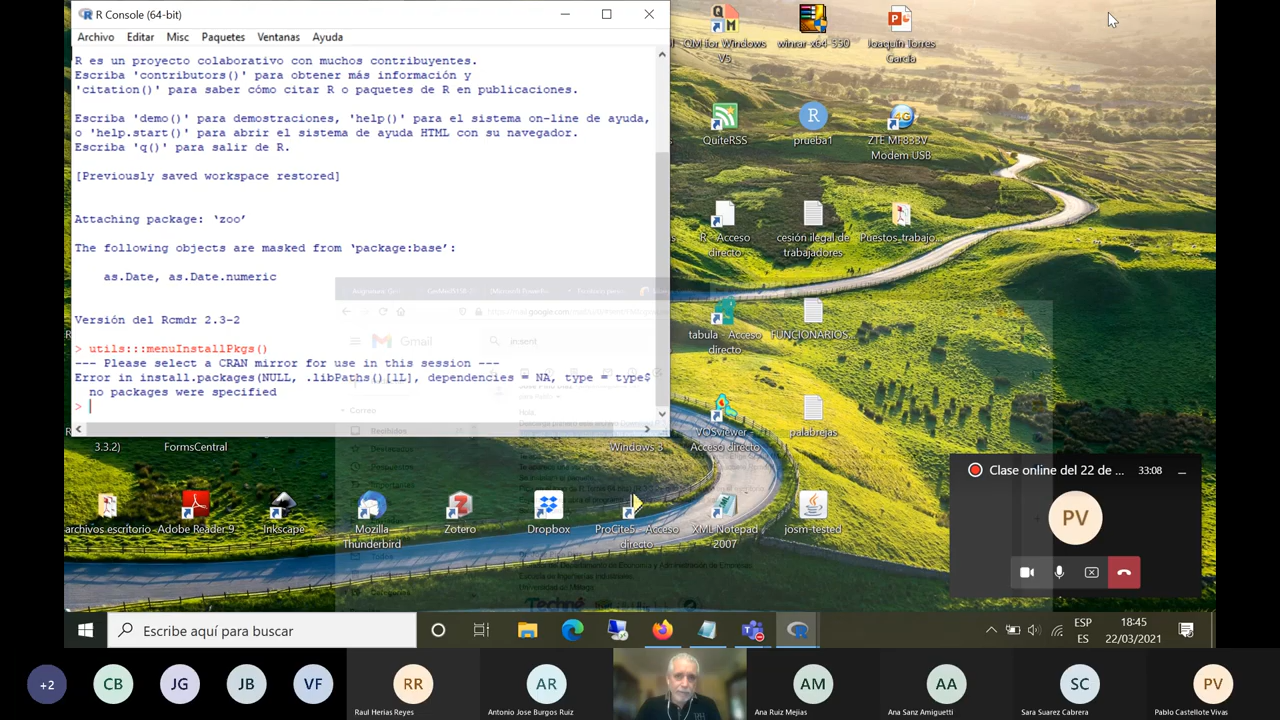 R Console (64-bit)
Archivo Editar Misc Paquetes Ventanas Ayuda
R es un proyecto colaborativo con muchos contribuyentes.
Escriba 'contributors()' para obtener más información y
'citation()' para saber cómo citar R o paquetes de R en publicaciones.
Escriba 'demo()' para demostraciones, 'help()' para el sistema on-line de ayuda,
o 'help.start()' para abrir el sistema de ayuda HTML con su navegador.
Escriba 'q()' para salir de R.
[Previously saved workspace restored]
Attaching package: ‘zoo’
The following objects are masked from ‘package:base’:
as.Date, as.Date.numeric
Versión del Rcmdr 2.3-2
> utils:::menuInstallPkgs()
--- Please select a CRAN mirror for use in this session ---
Error in install.packages(NULL, .libPaths()[1L], dependencies = NA, type = type$
no packages were specified
>
Gmail
in:sent
Correo
Recibidos
QM for Windows
V5
winrar-x64-550
Joaquín Torres
García
QuiteRSS
prueba1
ZTE MF833V
Modem USB
R_ Acceso
directo
cesión ilegal de
trabajadores
Puestos_trabajo...
tabula - Acceso
directo
FUNCIONARIOS...
VOSviewer -
Acceso directo
palabrejas
3.3.2)
FormsCentral
Windows 3
archivos escritorio
Adobe Reader 9
Inkscape
Mozilla
Thunderbird
Zotero
Dropbox
ProCite5 - Acceso
directo
XML Notepad
2007
josm-tested
Clase online del 22 de ...
33:08
PV
Escribe aquí para buscar
ESP
ES
18:45
22/03/2021
+2
CB
JG
JB
VF
RR
Raul Herias Reyes
AR
Antonio Jose Burgos Ruiz
AM
Ana Ruiz Mejias
AA
Ana Sanz Amiguetti
SC
Sara Suarez Cabrera
PV
Pablo Castellote Vivas